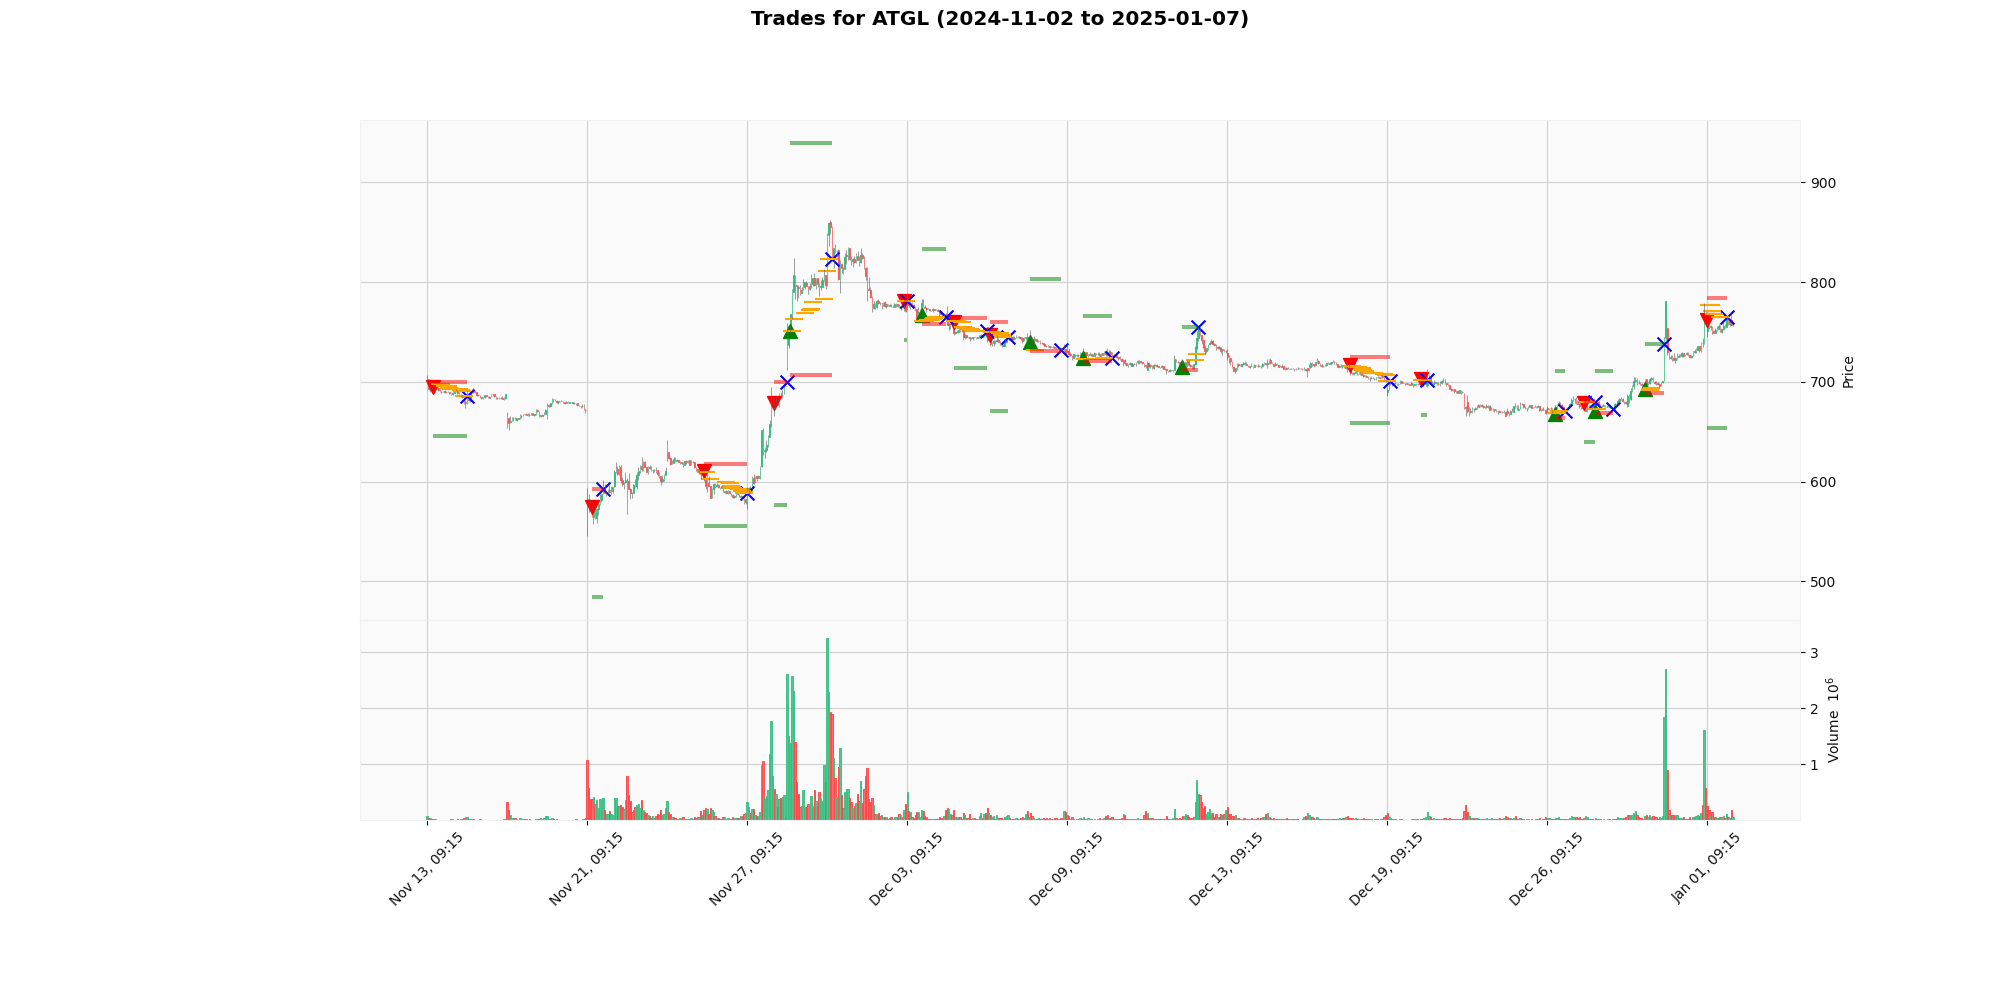 Trades for ATGL (2024-11-02 to 2025-01-07)
900
800
700
600
500
Price
3
2
1
Volume 10^6
Nov 13, 09:15
Nov 21, 09:15
Nov 27, 09:15
Dec 03, 09:15
Dec 09, 09:15
Dec 13, 09:15
Dec 19, 09:15
Dec 26, 09:15
Jan 01, 09:15